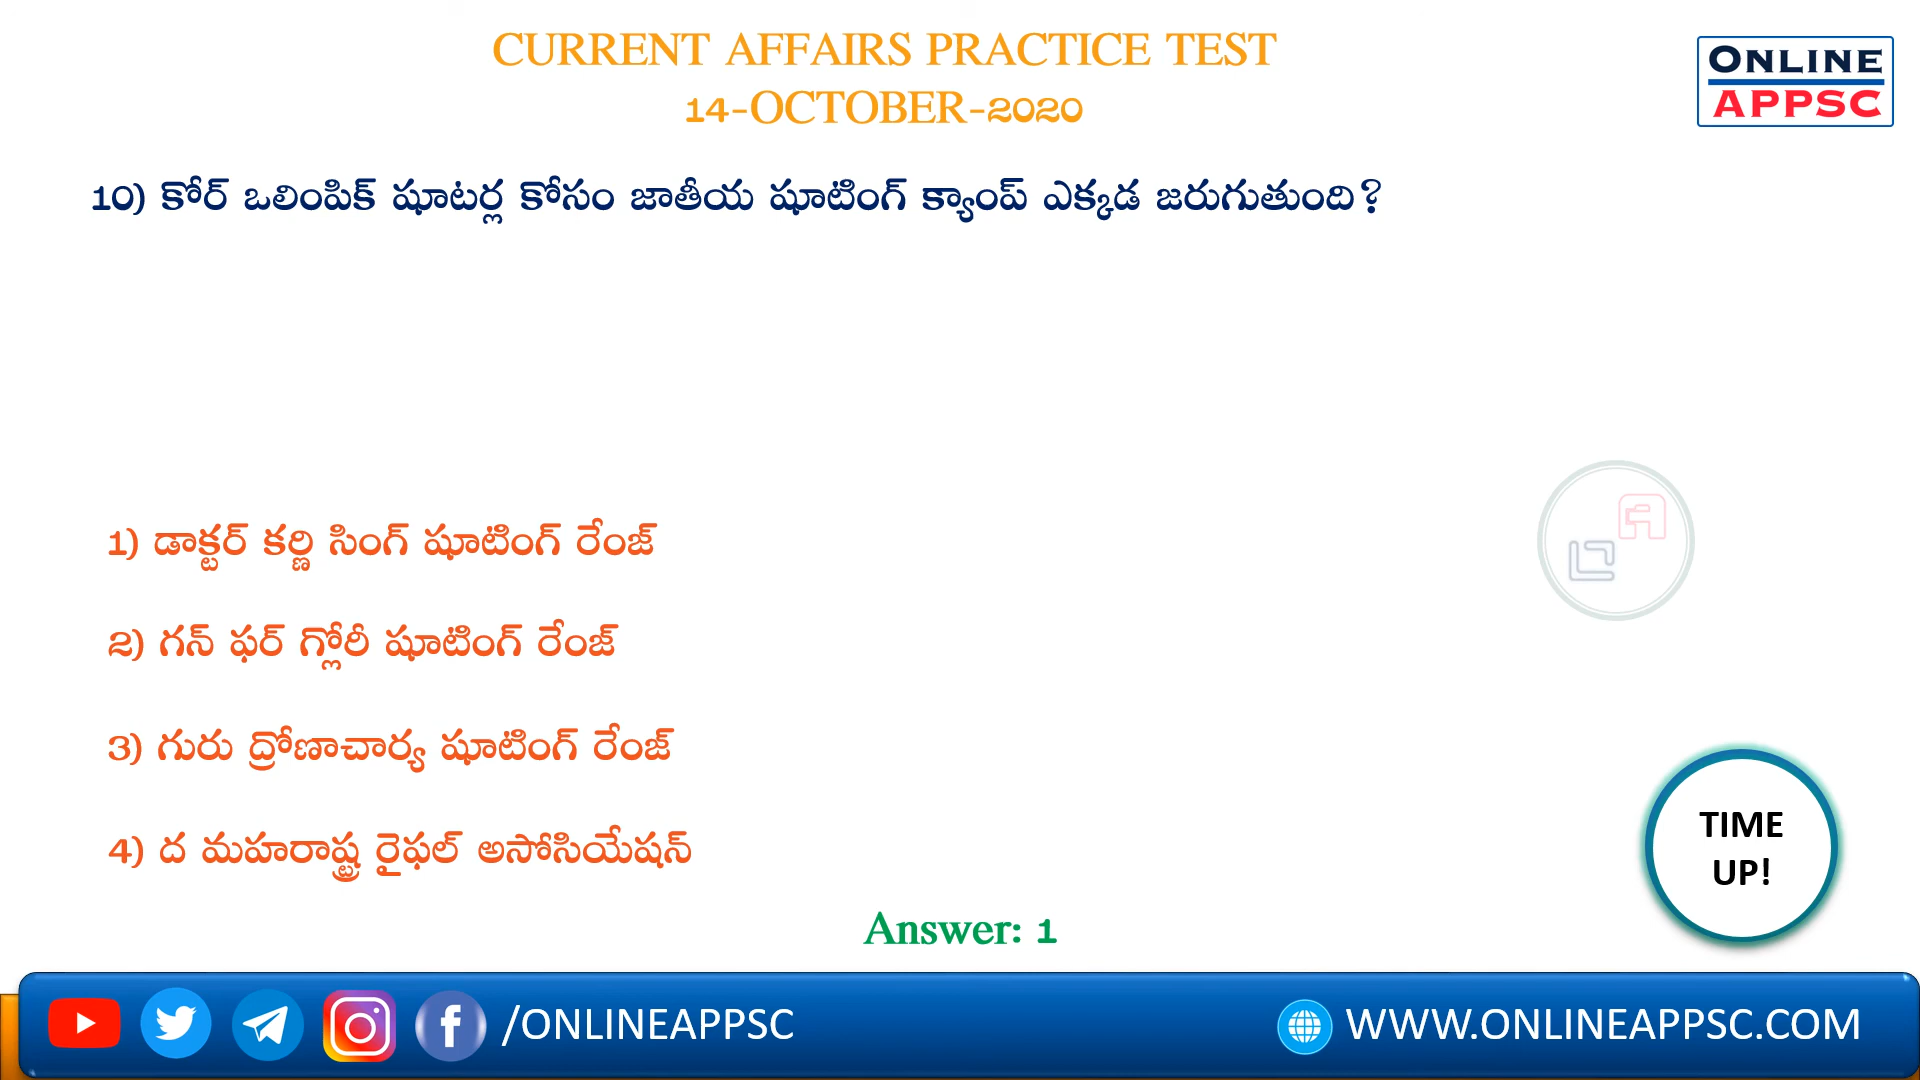 CURRENT AFFAIRS PRACTICE TEST
14-OCTOBER-2020
ONLINE
APPSC
10) కోర్ ఒలింపిక్ షూటర్ల కోసం జాతీయ షూటింగ్ క్యాంప్ ఎక్కడ జరుగుతుంది?
1) డాక్టర్ కర్ణి సింగ్ షూటింగ్ రేంజ్
2) గన్ ఫర్ గ్లోరీ షూటింగ్ రేంజ్
3) గురు ద్రోణాచార్య షూటింగ్ రేంజ్
4) ద మహరాష్ట్ర రైఫల్ అసోసియేషన్
TIME
UP!
Answer: 1
/ONLINEAPPSC
WWW.ONLINEAPPSC.COM